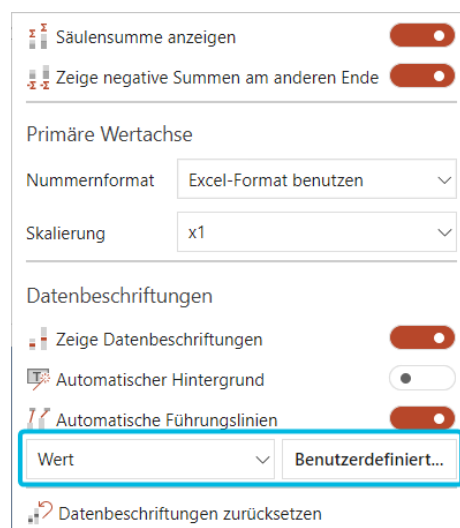 Säulensumme anzeigen
Zeige negative Summen am anderen Ende
Primäre Wertachse
Nummernformat Excel-Format benutzen
Skalierung x1
Datenbeschriftungen
Zeige Datenbeschriftungen
Automatischer Hintergrund
Automatische Führungslinien
Wert Benutzerdefiniert...
Datenbeschriftungen zurücksetzen